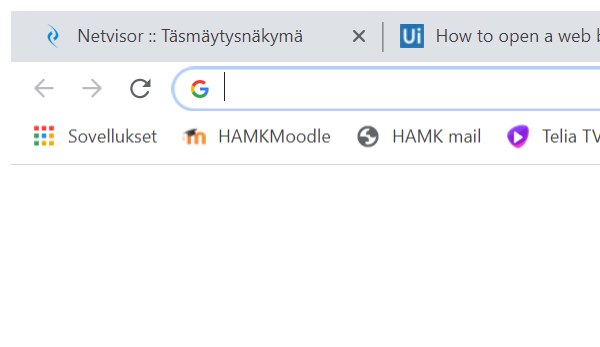 Netvisor :: Täsmäytysnäkymä
Ui How to open a web
Sovellukset HAMKMoodle HAMK mail Telia TV